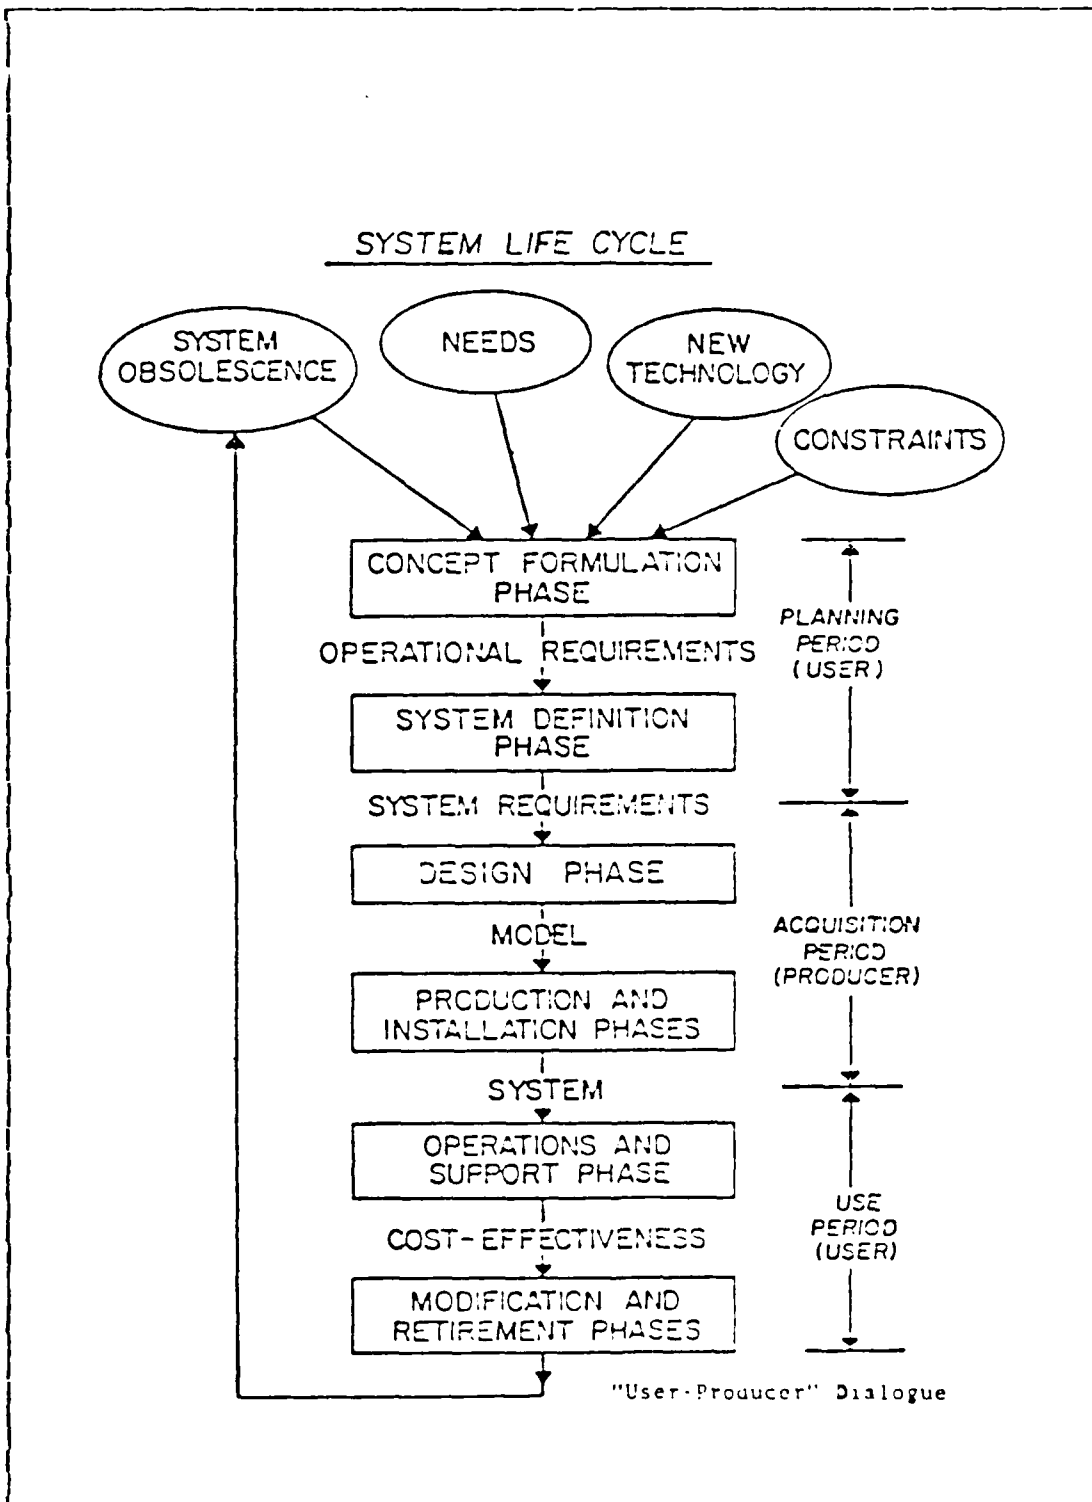 SYSTEM LIFE CYCLE
SYSTEM
OBSOLESCENCE
NEEDS
NEW
TECHNOLOGY
CONSTRAINTS
CONCEPT FORMULATION
PHASE
OPERATIONAL REQUIREMENTS
SYSTEM DEFINITION
PHASE
SYSTEM REQUIREMENTS
DESIGN PHASE
MODEL
PRODUCTION AND
INSTALLATION PHASES
SYSTEM
OPERATIONS AND
SUPPORT PHASE
COST-EFFECTIVENESS
MODIFICATION AND
RETIREMENT PHASES
PLANNING
PERIOD
(USER)
ACQUISITION
PERIOD
(PRODUCER)
USE
PERIOD
(USER)
"User-Producer" Dialogue